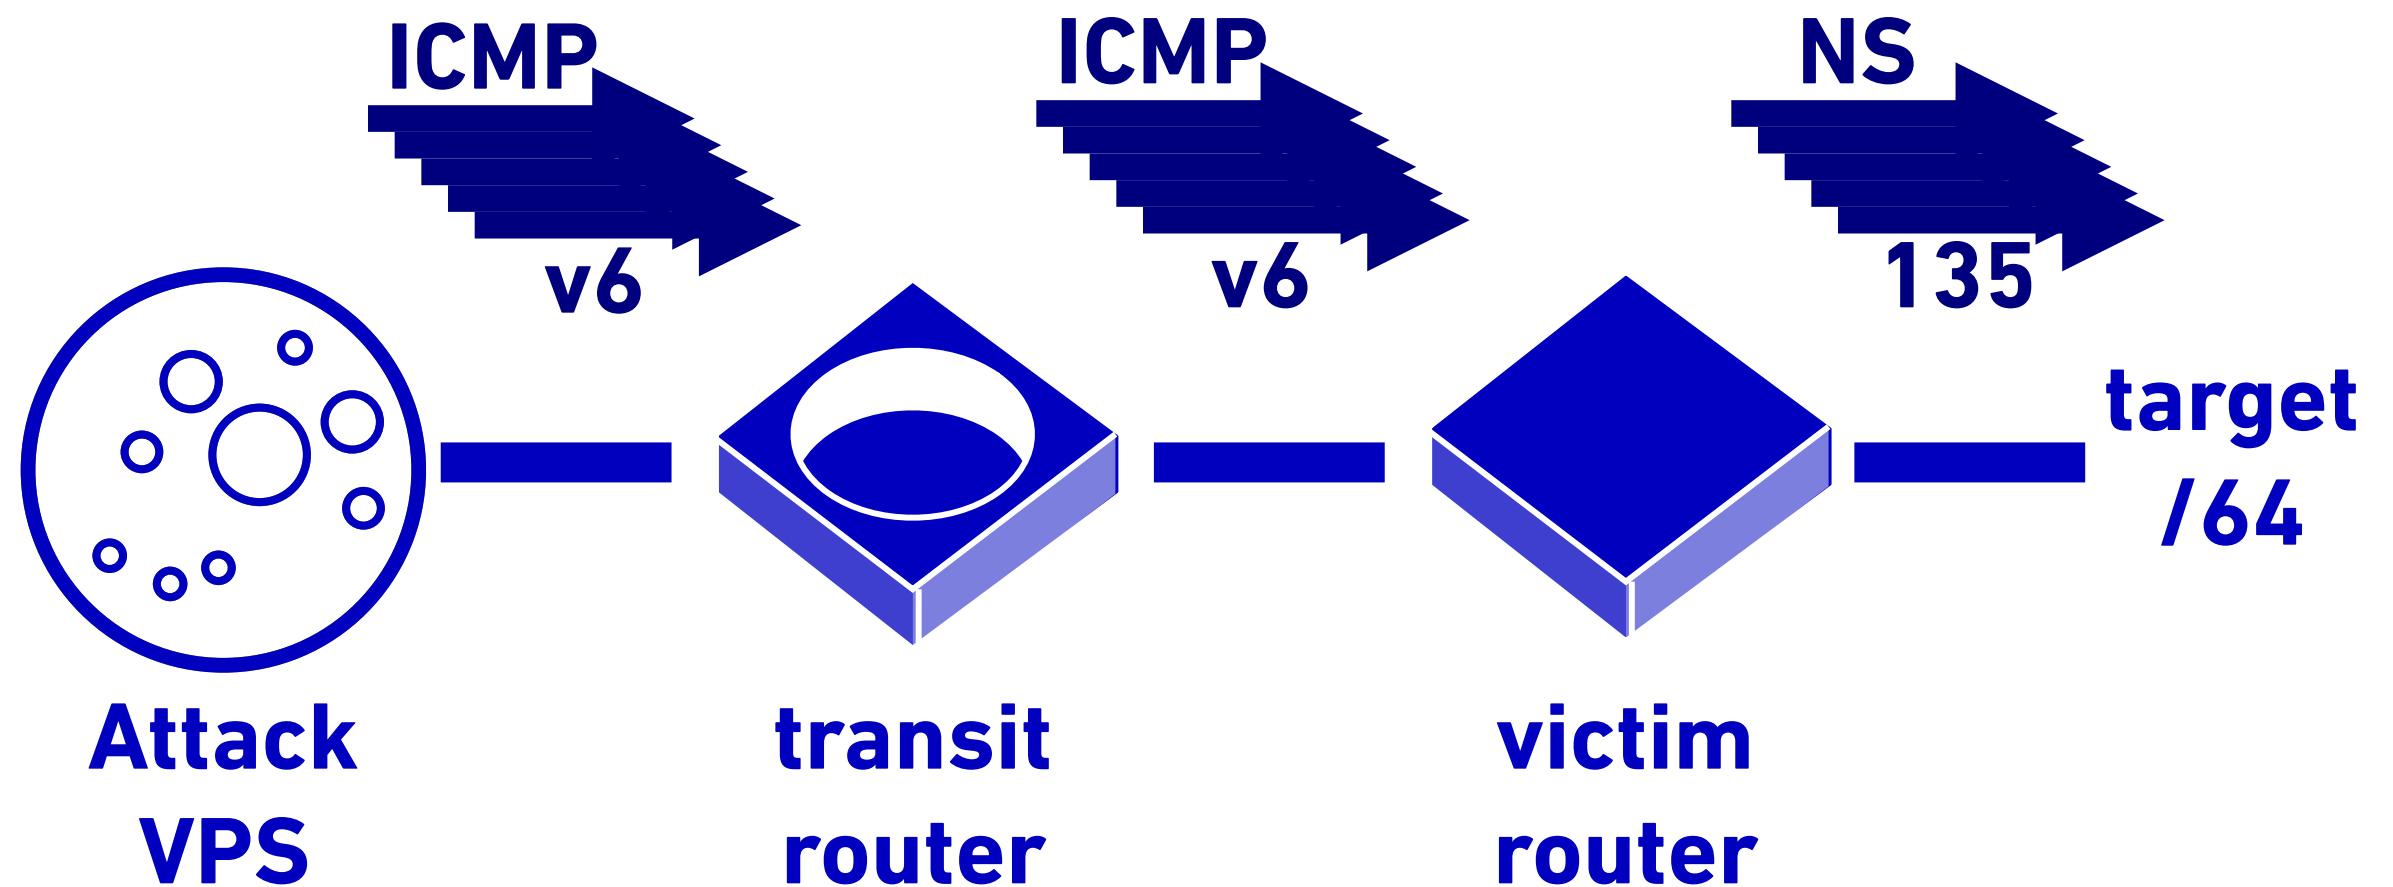 ICMP
v6
ICMP
v6
NS
135
target
/64
Attack
VPS
transit
router
victim
router